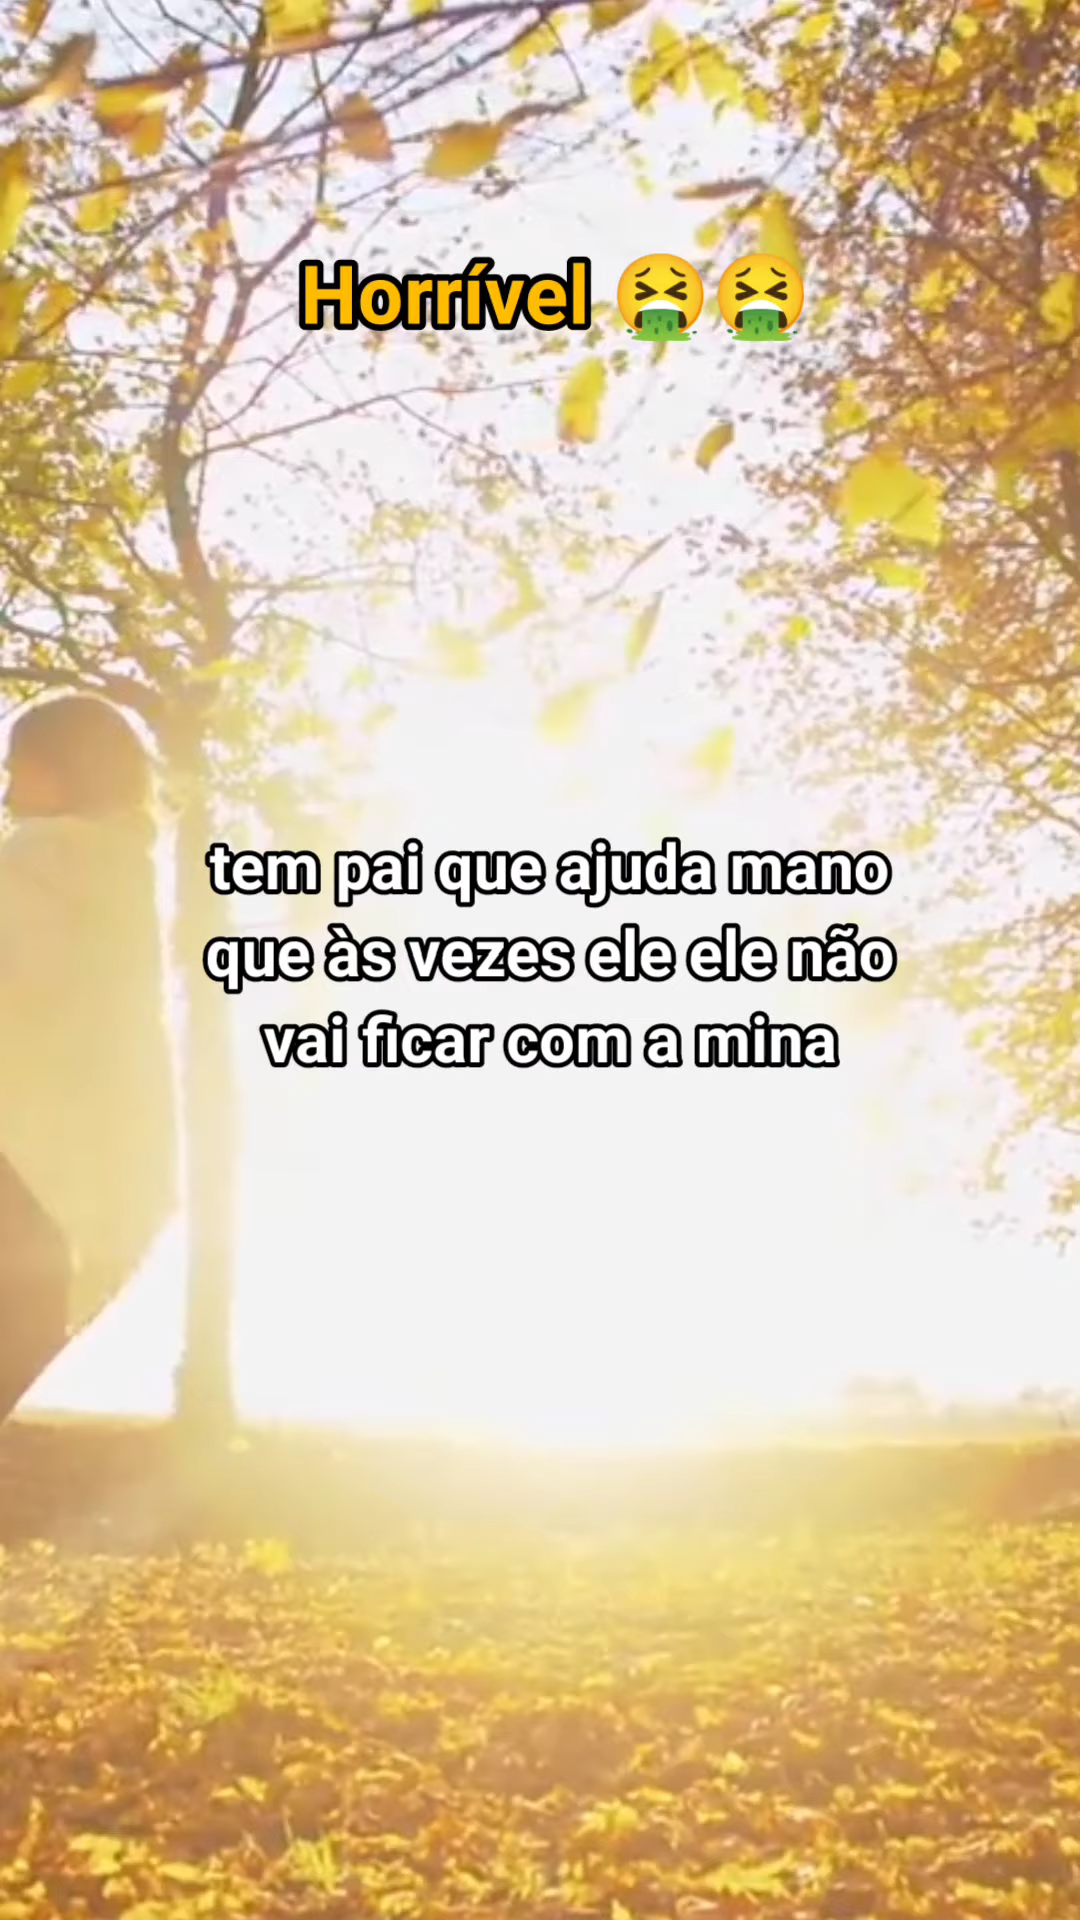 Horrível 🤮🤮
tem pai que ajuda mano
que às vezes ele ele não
vai ficar com a mina